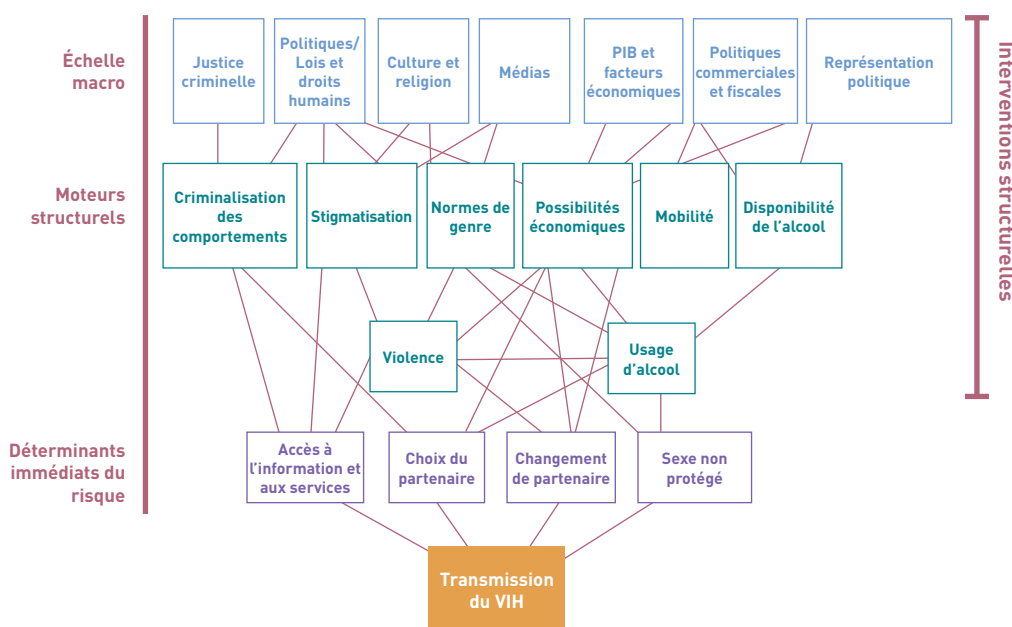 Échelle
macro
Justice
criminelle
Politiques/
Lois et
droits
humains
Culture et
religion
Médias
PIB et
facteurs
économiques
Politiques
commerciales
et fiscales
Représentation
politique
Interventions structurelles
Moteurs
structurels
Criminalisation
des
comportements
Stigmatisation
Normes de
genre
Possibilités
économiques
Mobilité
Disponibilité
de l'alcool
Violence
Usage
d'alcool
Déterminants
immédiats du
risque
Accès à
l'information et
aux services
Choix du
partenaire
Changement
de partenaire
Sexe non
protégé
Transmission
du VIH